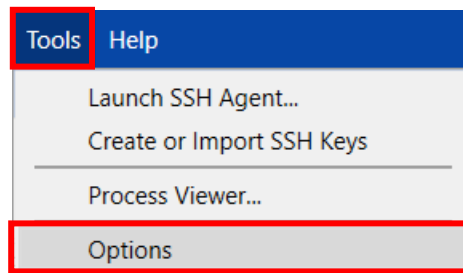 Tools Help
Launch SSH Agent...
Create or Import SSH Keys
Process Viewer...
Options